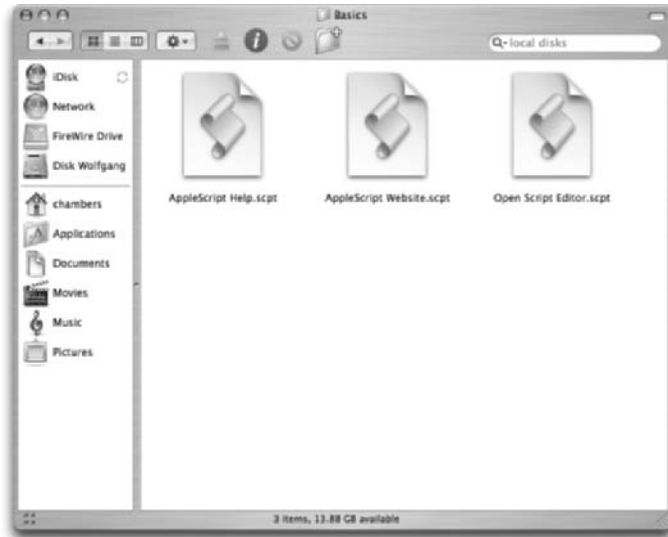 Basics
local disks
iDisk
Network
FireWire Drive
Disk Wolfgang
chambers
Applications
Documents
Movies
Music
Pictures
AppleScript Help.scpt
AppleScript Website.scpt
Open Script Editor.scpt
3 items, 13.88 GB available